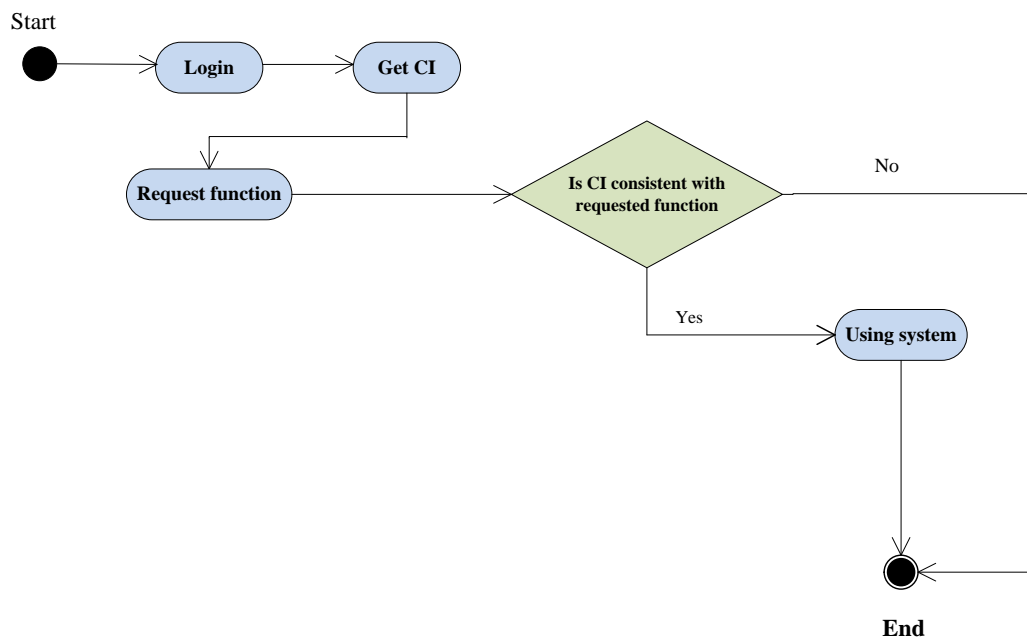 Start
Login
Get CI
Request function
Is CI consistent with
requested function
No
Yes
Using system
End